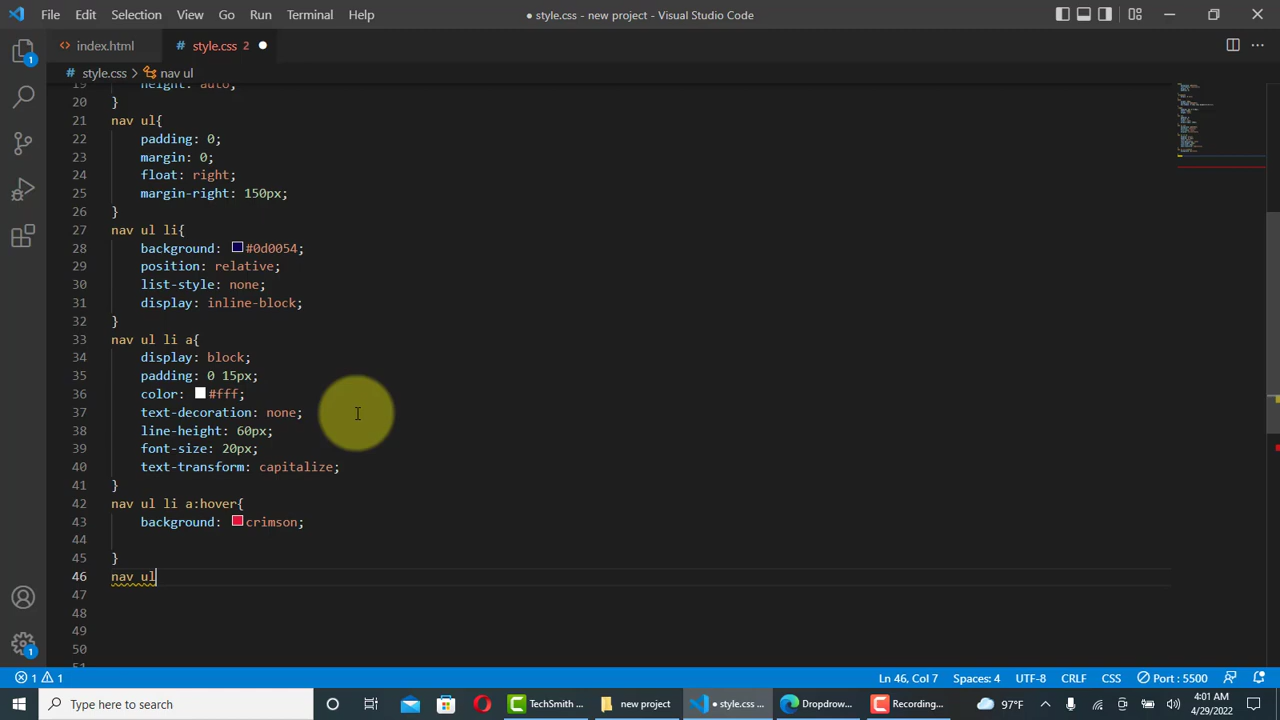 File Edit Selection View Go Run Terminal Help
● style.css - new project - Visual Studio Code
index.html
# style.css 2
# style.css > nav ul
19 height: auto;
20 }
21 nav ul{
22 padding: 0;
23 margin: 0;
24 float: right;
25 margin-right: 150px;
26 }
27 nav ul li{
28 background: #0d0054;
29 position: relative;
30 list-style: none;
31 display: inline-block;
32 }
33 nav ul li a{
34 display: block;
35 padding: 0 15px;
36 color: #fff;
37 text-decoration: none;
38 line-height: 60px;
39 font-size: 20px;
40 text-transform: capitalize;
41 }
42 nav ul li a:hover{
43 background: crimson;
44
45 }
46 nav ul
47
48
49
50
51
1
1
1 1 Ln 46, Col 7 Spaces: 4 UTF-8 CRLF CSS Port : 5500
Type here to search
TechSmith ...
new project
● style.css ...
Dropdrow...
Recording...
97°F
4:01 AM
4/29/2022